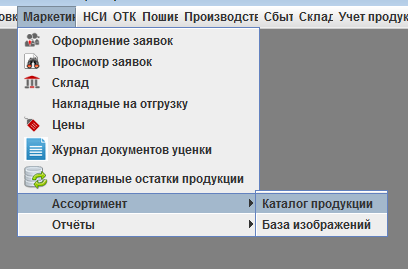 Маркетин НСИ ОТК Пошив Производств Сбыт Склад Учет продук
Оформление заявок
Просмотр заявок
Склад
Накладные на отгрузку
Цены
Журнал документов уценки
Оперативные остатки продукции
Ассортимент
Каталог продукции
Отчёты
База изображений